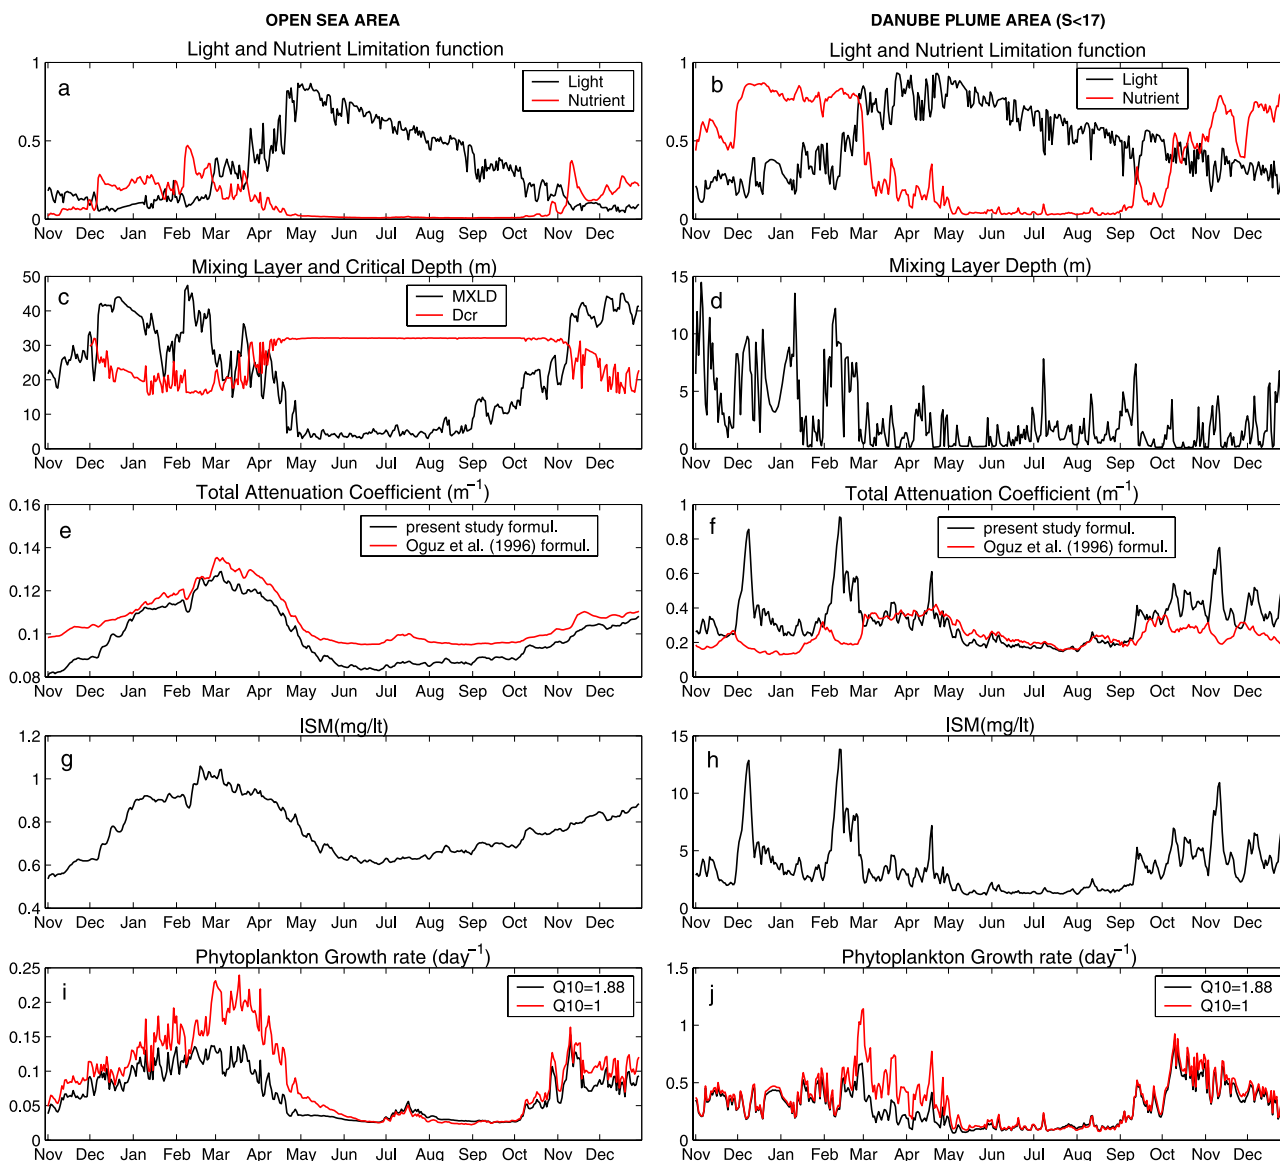 OPEN SEA AREA
DANUBE PLUME AREA (S<17)
Light and Nutrient Limitation function
a
Light
Nutrient
1
0.5
0
Nov Dec Jan Feb Mar Apr May Jun Jul Aug Sep Oct Nov Dec
Light and Nutrient Limitation function
b
Light
Nutrient
1
0.5
0
Nov Dec Jan Feb Mar Apr May Jun Jul Aug Sep Oct Nov Dec
Mixing Layer and Critical Depth (m)
c
MXLD
Dcr
50
40
30
20
10
0
Nov Dec Jan Feb Mar Apr May Jun Jul Aug Sep Oct Nov Dec
Mixing Layer Depth (m)
d
15
10
5
0
Nov Dec Jan Feb Mar Apr May Jun Jul Aug Sep Oct Nov Dec
Total Attenuation Coefficient (m⁻¹)
e
present study formul.
Oguz et al. (1996) formul.
0.16
0.14
0.12
0.1
0.08
Nov Dec Jan Feb Mar Apr May Jun Jul Aug Sep Oct Nov Dec
Total Attenuation Coefficient (m⁻¹)
f
present study formul.
Oguz et al. (1996) formul.
1
0.8
0.6
0.4
0.2
0
Nov Dec Jan Feb Mar Apr May Jun Jul Aug Sep Oct Nov Dec
ISM(mg/lt)
g
1.2
1
0.8
0.6
0.4
Nov Dec Jan Feb Mar Apr May Jun Jul Aug Sep Oct Nov Dec
ISM(mg/lt)
h
15
10
5
0
Nov Dec Jan Feb Mar Apr May Jun Jul Aug Sep Oct Nov Dec
Phytoplankton Growth rate (day⁻¹)
i
Q10=1.88
Q10=1
0.25
0.2
0.15
0.1
0.05
0
Nov Dec Jan Feb Mar Apr May Jun Jul Aug Sep Oct Nov Dec
Phytoplankton Growth rate (day⁻¹)
j
Q10=1.88
Q10=1
1.5
1
0.5
0
Nov Dec Jan Feb Mar Apr May Jun Jul Aug Sep Oct Nov Dec